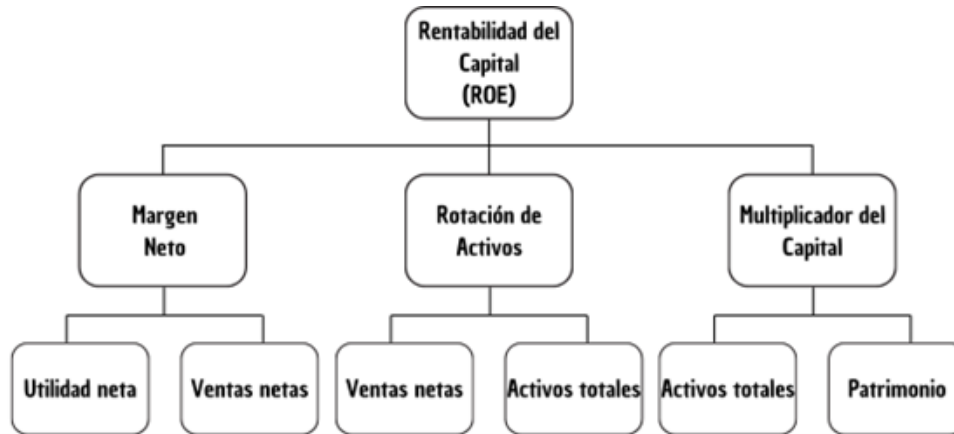 Rentabilidad del
Capital
(ROE)
Margen
Neto
Rotación de
Activos
Multiplicador del
Capital
Utilidad neta
Ventas netas
Ventas netas
Activos totales
Activos totales
Patrimonio